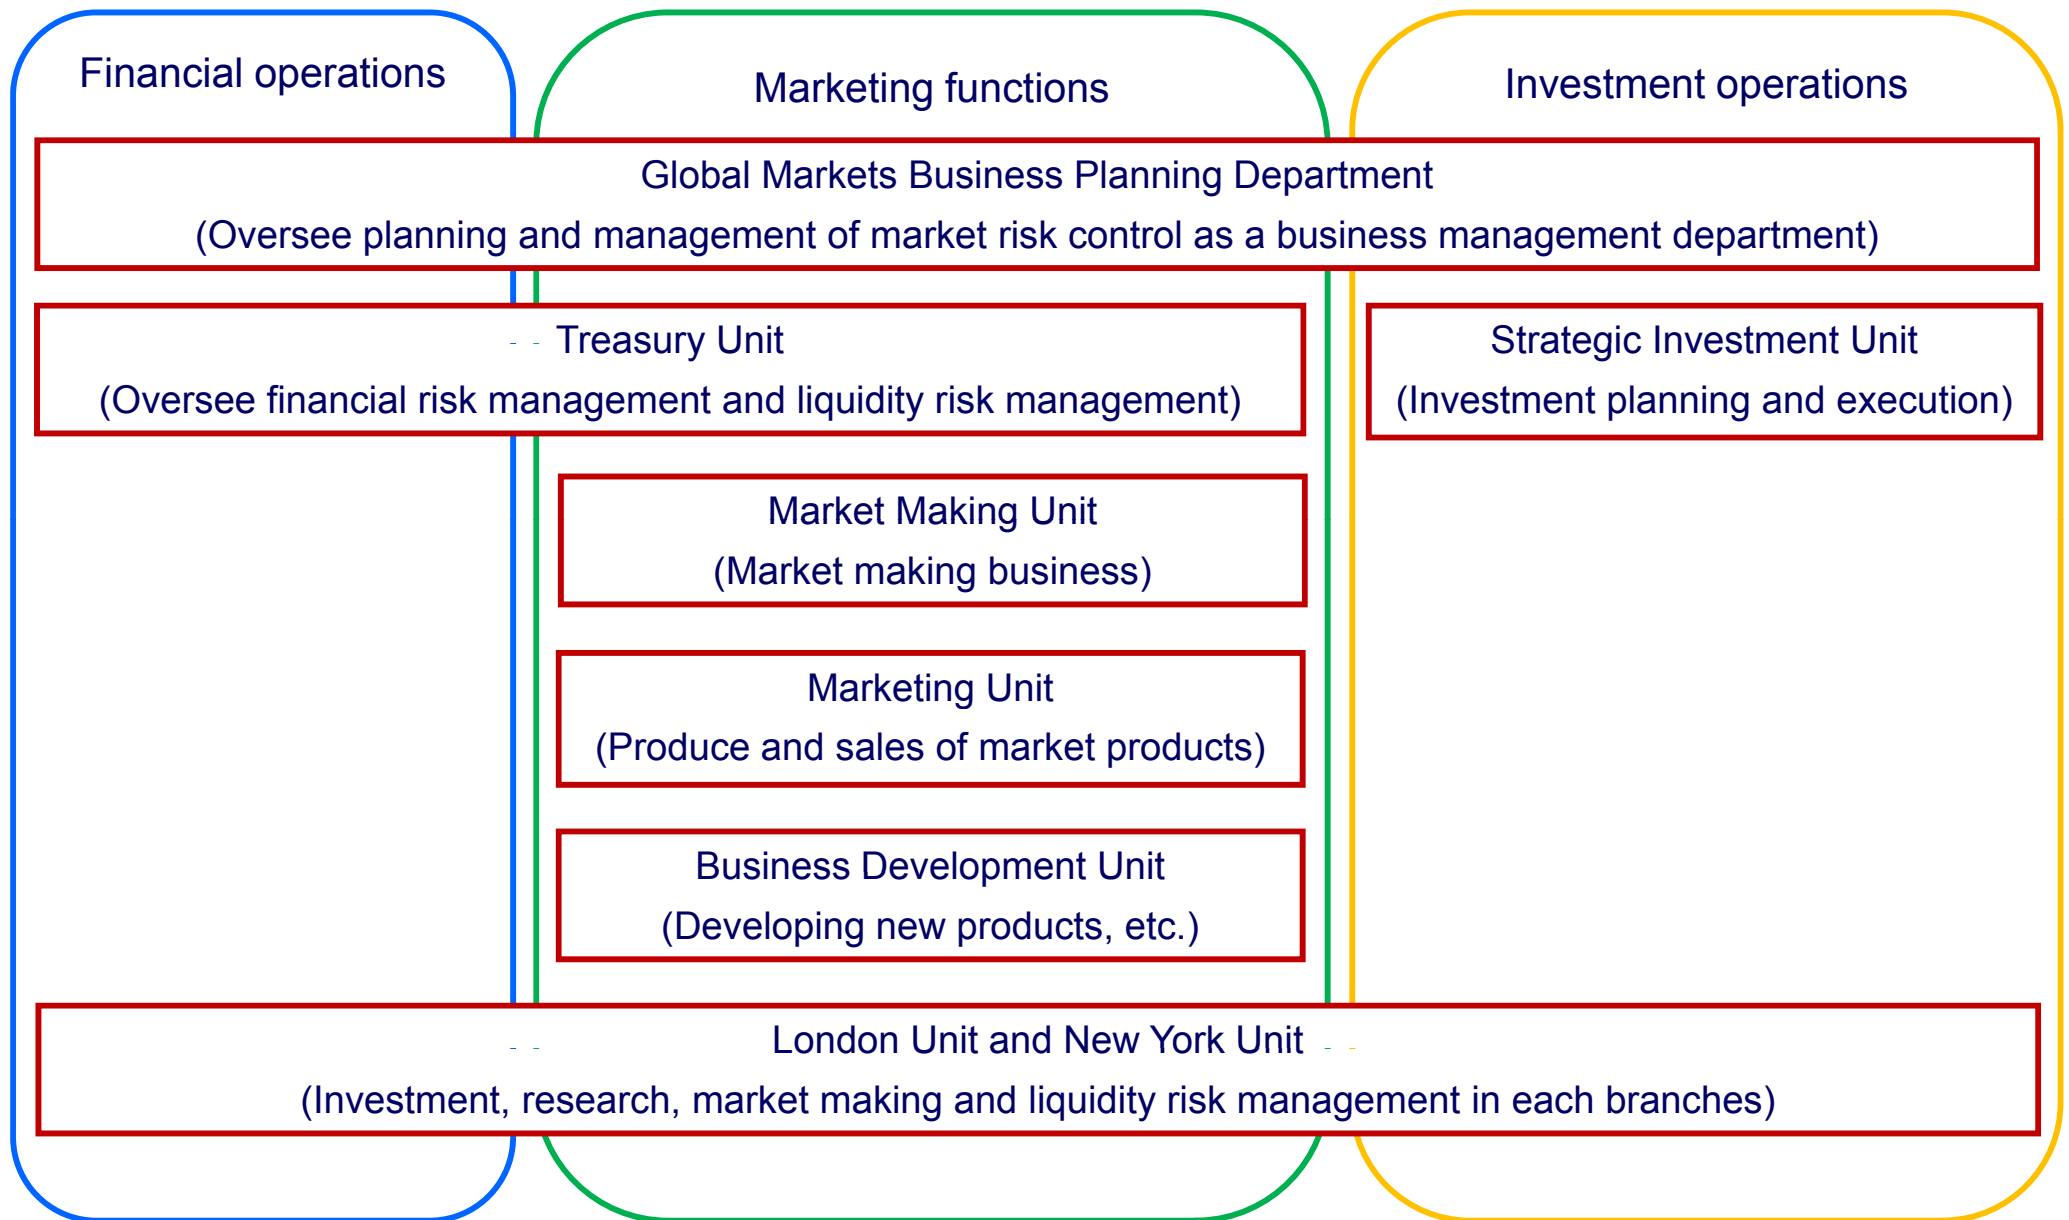 Financial operations
Marketing functions
Investment operations
Global Markets Business Planning Department
(Oversee planning and management of market risk control as a business management department)
Treasury Unit
(Oversee financial risk management and liquidity risk management)
Strategic Investment Unit
(Investment planning and execution)
Market Making Unit
(Market making business)
Marketing Unit
(Produce and sales of market products)
Business Development Unit
(Developing new products, etc.)
London Unit and New York Unit
(Investment, research, market making and liquidity risk management in each branches)